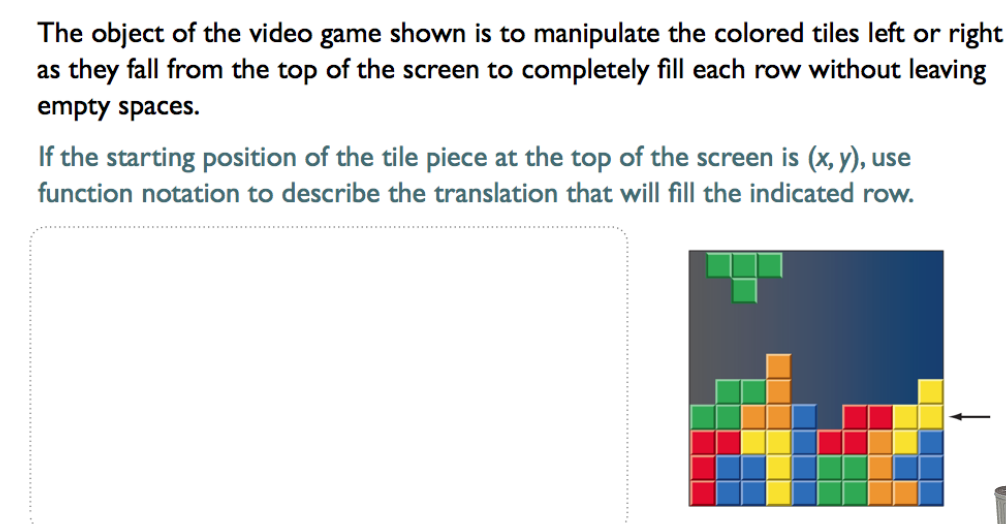 The object of the video game shown is to manipulate the colored tiles left or right
as they fall from the top of the screen to completely fill each row without leaving
empty spaces.
If the starting position of the tile piece at the top of the screen is (x, y), use
function notation to describe the translation that will fill the indicated row.